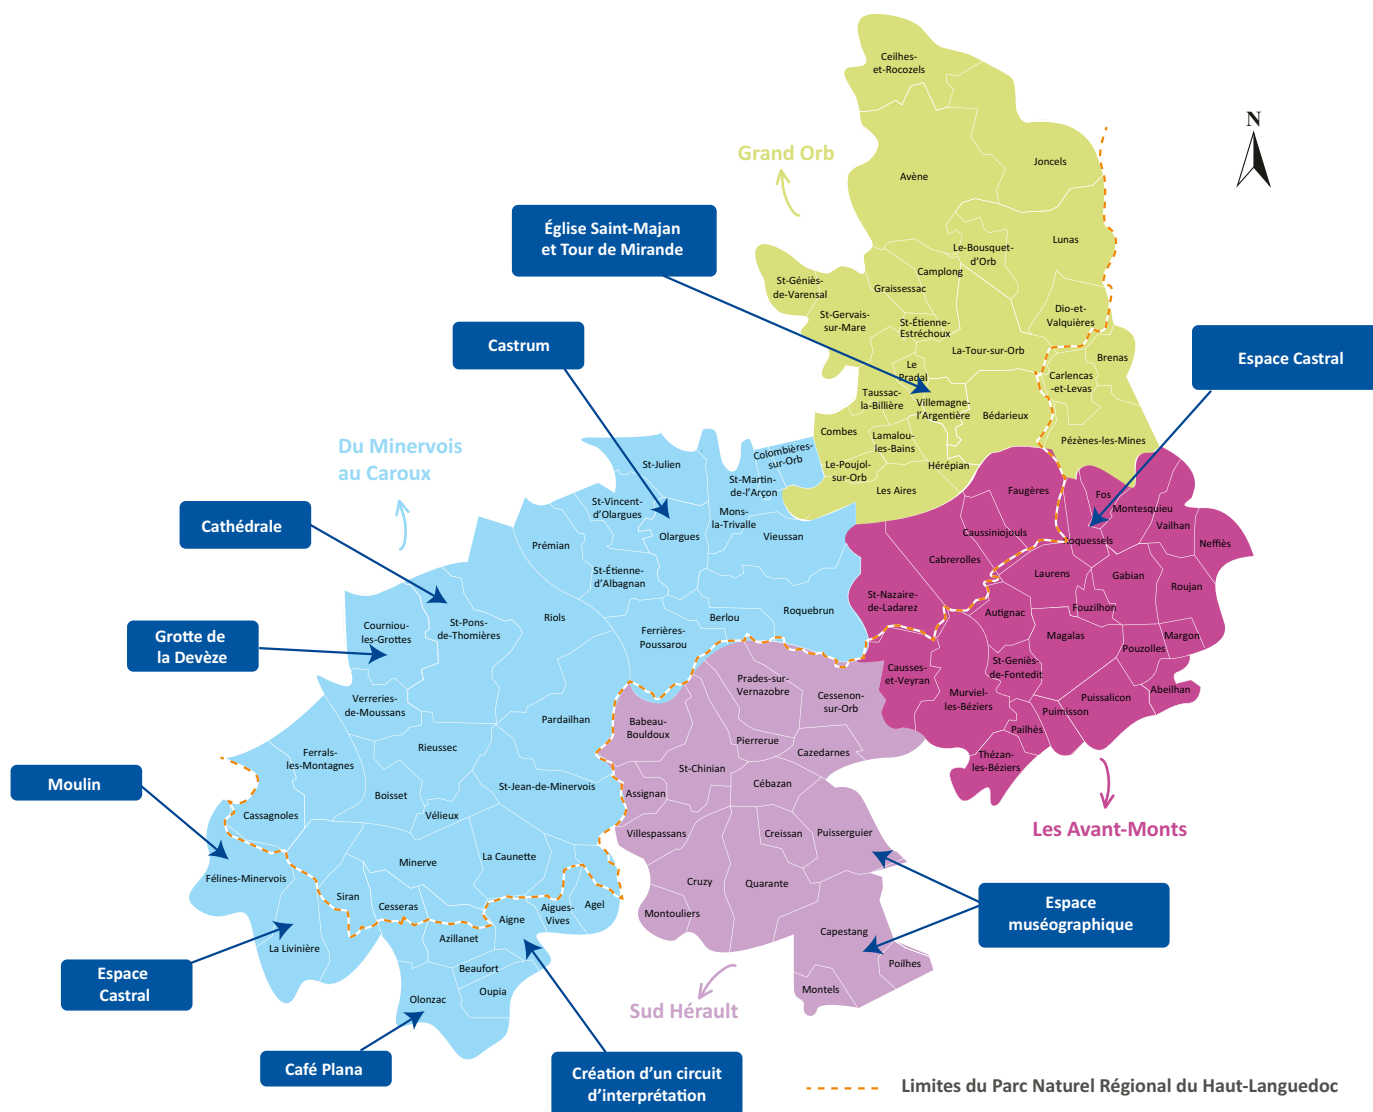 Ceilhes-
et-Rocozels
N
Grand Orb
Joncels
Avène
Église Saint-Majan
et Tour de Mirande
Le-Bousquet-
d'Orb
Lunas
Camplong
St-Géniès-
de-Varensal
Graissessac
St-Gervais-
sur-Mare
St-Étienne-
Estréchoux
Dio-et-
Valquières
Castrum
La-Tour-sur-Orb
Brenas
Espace Castral
Le
Pradal
Carlencas
-et-Levas
Taussac-
la-Billière
Villemagne-
l'Argentière
Bédarieux
Combes
Lamalou-
les-Bains
Pézènes-les-Mines
Du Minervois
au Caroux
Colombières-
sur-Orb
St-Julien
Le-Poujol-
sur-Orb
Hérépian
St-Martin-
de-l'Arçon
Les Aires
Faugères
Fos
Montesquieu
St-Vincent-
d'Olargues
Mons-
la-Trivalle
Vailhan
Cathédrale
Olargues
Vieussan
Caussiniojouls
Roquessels
Neffiès
Prémian
Cabrerolles
St-Étienne-
d'Albagnan
Laurens
Gabian
Roujan
St-Nazaire-
de-Ladarez
Fouzilhon
Roquebrun
Autignac
Riols
Berlou
St-Pons-
de-Thomières
Courniou-
les-Grottes
Ferrières-
Poussarou
Magalas
Margon
Grotte de
la Devèze
Pouzolles
St-Geniès-
de-Fontedit
Causses-
et-Veyran
Prades-sur-
Vernazobre
Abeilhan
Verreries-
de-Moussans
Cessenon-
sur-Orb
Murviel-
les-Béziers
Puissalicon
Puimisson
Pardailhan
Babeau-
Bouldoux
Pailhès
Rieussec
Pierrerue
Ferrals-
les-Montagnes
Cazedarnes
Thézan-
les-Béziers
St-Chinian
Moulin
St-Jean-de-Minervois
Cébazan
Boisset
Assignan
Cassagnoles
Vélieux
Les Avant-Monts
Villespassans
Creissan
Puisserguier
La Caunette
Minerve
Félines-Minervois
Cruzy
Quarante
Siran
Cesseras
Agel
Aigues-
Vives
Montouliers
Espace
muséographique
Aigne
Capestang
Azillanet
La Livinière
Poilhes
Beaufort
Espace
Castral
Montels
Oupia
Olonzac
Sud Hérault
Café Plana
Création d'un circuit
d'interprétation
Limites du Parc Naturel Régional du Haut-Languedoc